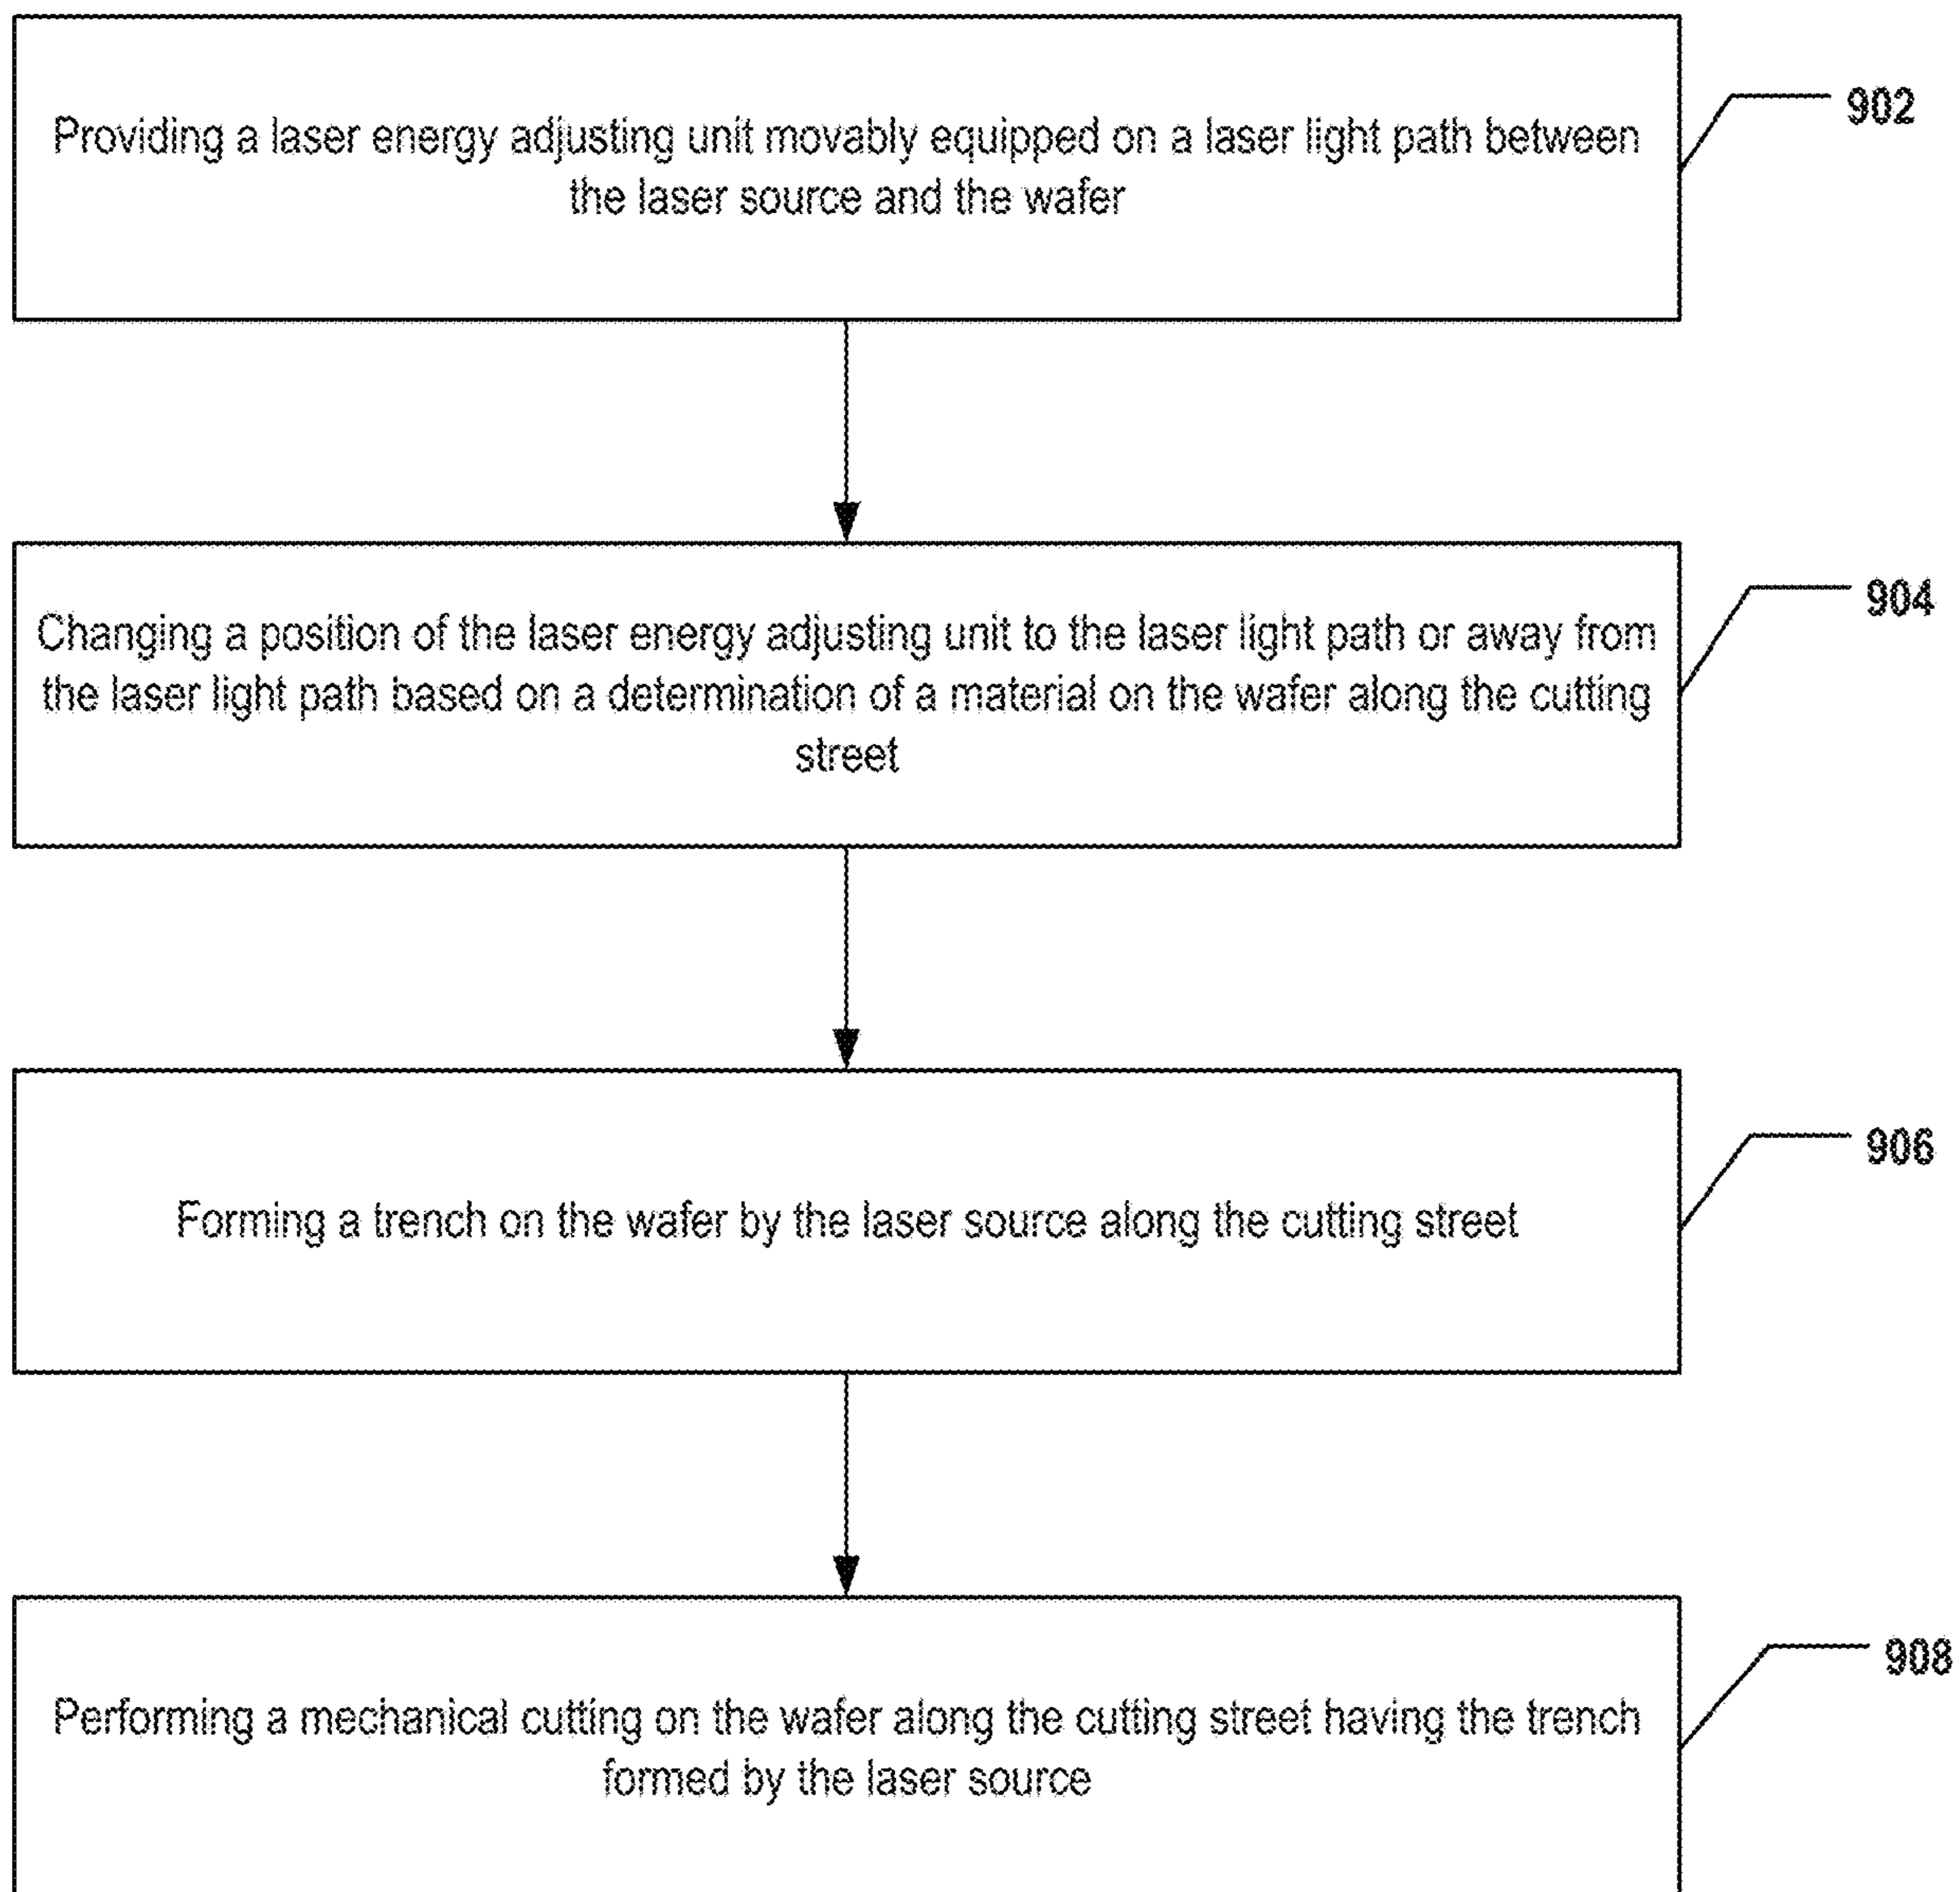 Providing a laser energy adjusting unit movably equipped on a laser light path between
the laser source and the wafer
902
Changing a position of the laser energy adjusting unit to the laser light path or away from
the laser light path based on a determination of a material on the wafer along the cutting
street
904
Forming a trench on the wafer by the laser source along the cutting street
906
Performing a mechanical cutting on the wafer along the cutting street having the trench
formed by the laser source
908